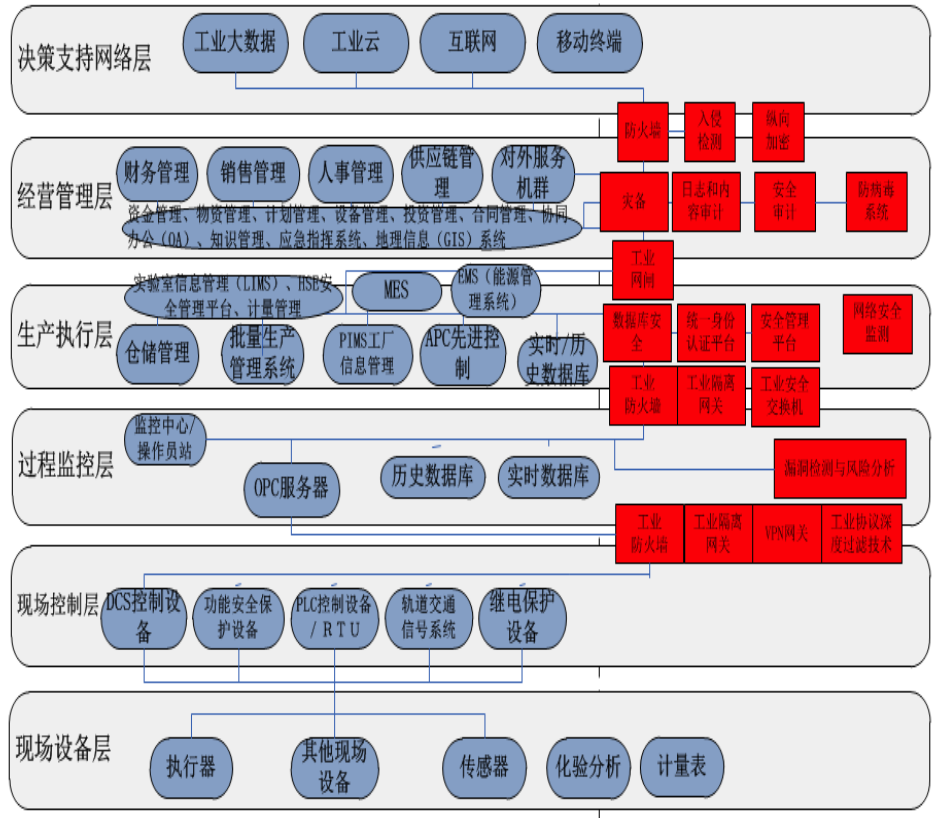 决策支持网络层
工业大数据
工业云
互联网
移动终端
防火墙
入侵
检测
纵向
加密
经营管理层
财务管理
销售管理
人事管理
供应链管
理
对外服务
机群
资金管理、物资管理、计划管理、设备管理、投资管理、合同管理、协同
办公（OA）、知识管理、应急指挥系统、地理信息（GIS）系统
灾备
日志和内
容审计
安全
审计
防病毒
系统
工业
网闸
生产执行层
实验室信息管理（LIMS）、HSE安
全管理平台、计量管理
MES
EMS（能源管
理系统）
仓储管理
批量生产
管理系统
PIMS工厂
信息管理
APC先进控
制
实时/历
史数据库
数据库安
全
统一身份
认证平台
安全管理
平台
网络安全
监测
工业
防火墙
工业隔离
网关
工业安全
交换机
过程监控层
监控中心/
操作员站
OPC服务器
历史数据库
实时数据库
漏洞检测与风险分析
工业
防火墙
工业隔离
网关
VPN网关
工业协议深
度过滤技术
现场控制层
DCS控制设
备
功能安全保
护设备
PLC控制设备
/ＲＴＵ
轨道交通
信号系统
继电保护
设备
现场设备层
执行器
其他现场
设备
传感器
化验分析
计量表